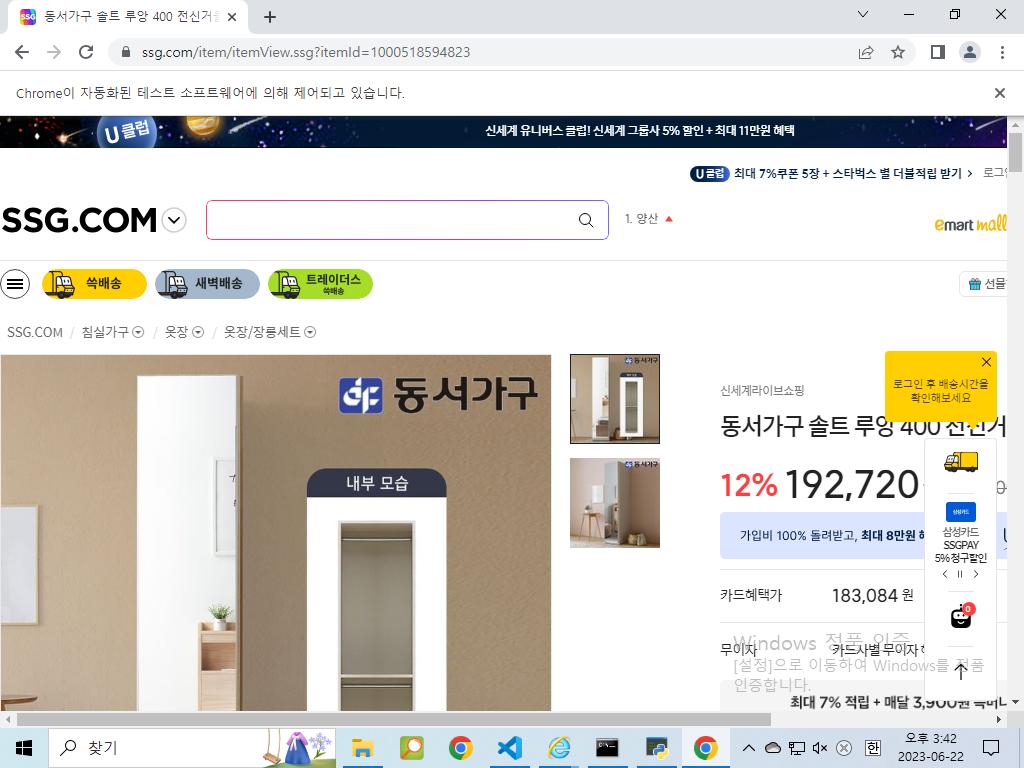 동서가구 솔트 루앙 400 전신거울
ssg.com/item/itemView.ssg?itemId=1000518594823
Chrome이 자동화된 테스트 소프트웨어에 의해 제어되고 있습니다.
U클럽
신세계 유니버스 클럽! 신세계 그룹사 5% 할인 + 최대 11만원 혜택
U클럽 최대 7%쿠폰 5장 + 스타벅스 별 더블적립 받기 > 로그인
SSG.COM
1. 양산
emart mall
쓱배송
새벽배송
트레이더스
쓱배송
선물
SSG.COM / 침실가구 / 옷장 / 옷장/장롱세트
동서가구
내부 모습
동서가구
동서가구
신세계라이브쇼핑
로그인 후 배송시간을
확인해보세요
동서가구 솔트 루앙 400 전신거
12% 192,720
가입비 100% 돌려받고, 최대 8만원
삼성카드
삼성카드
SSGPAY
5% 청구할인
카드혜택가 183,084 원
0
무이자 카드사별 무이자
Windows 정품 인증
[설정]으로 이동하여 Windows를 정품
인증합니다.
최대 7% 적립 + 매달 3,900원
찾기
오후 3:42
2023-06-22
한